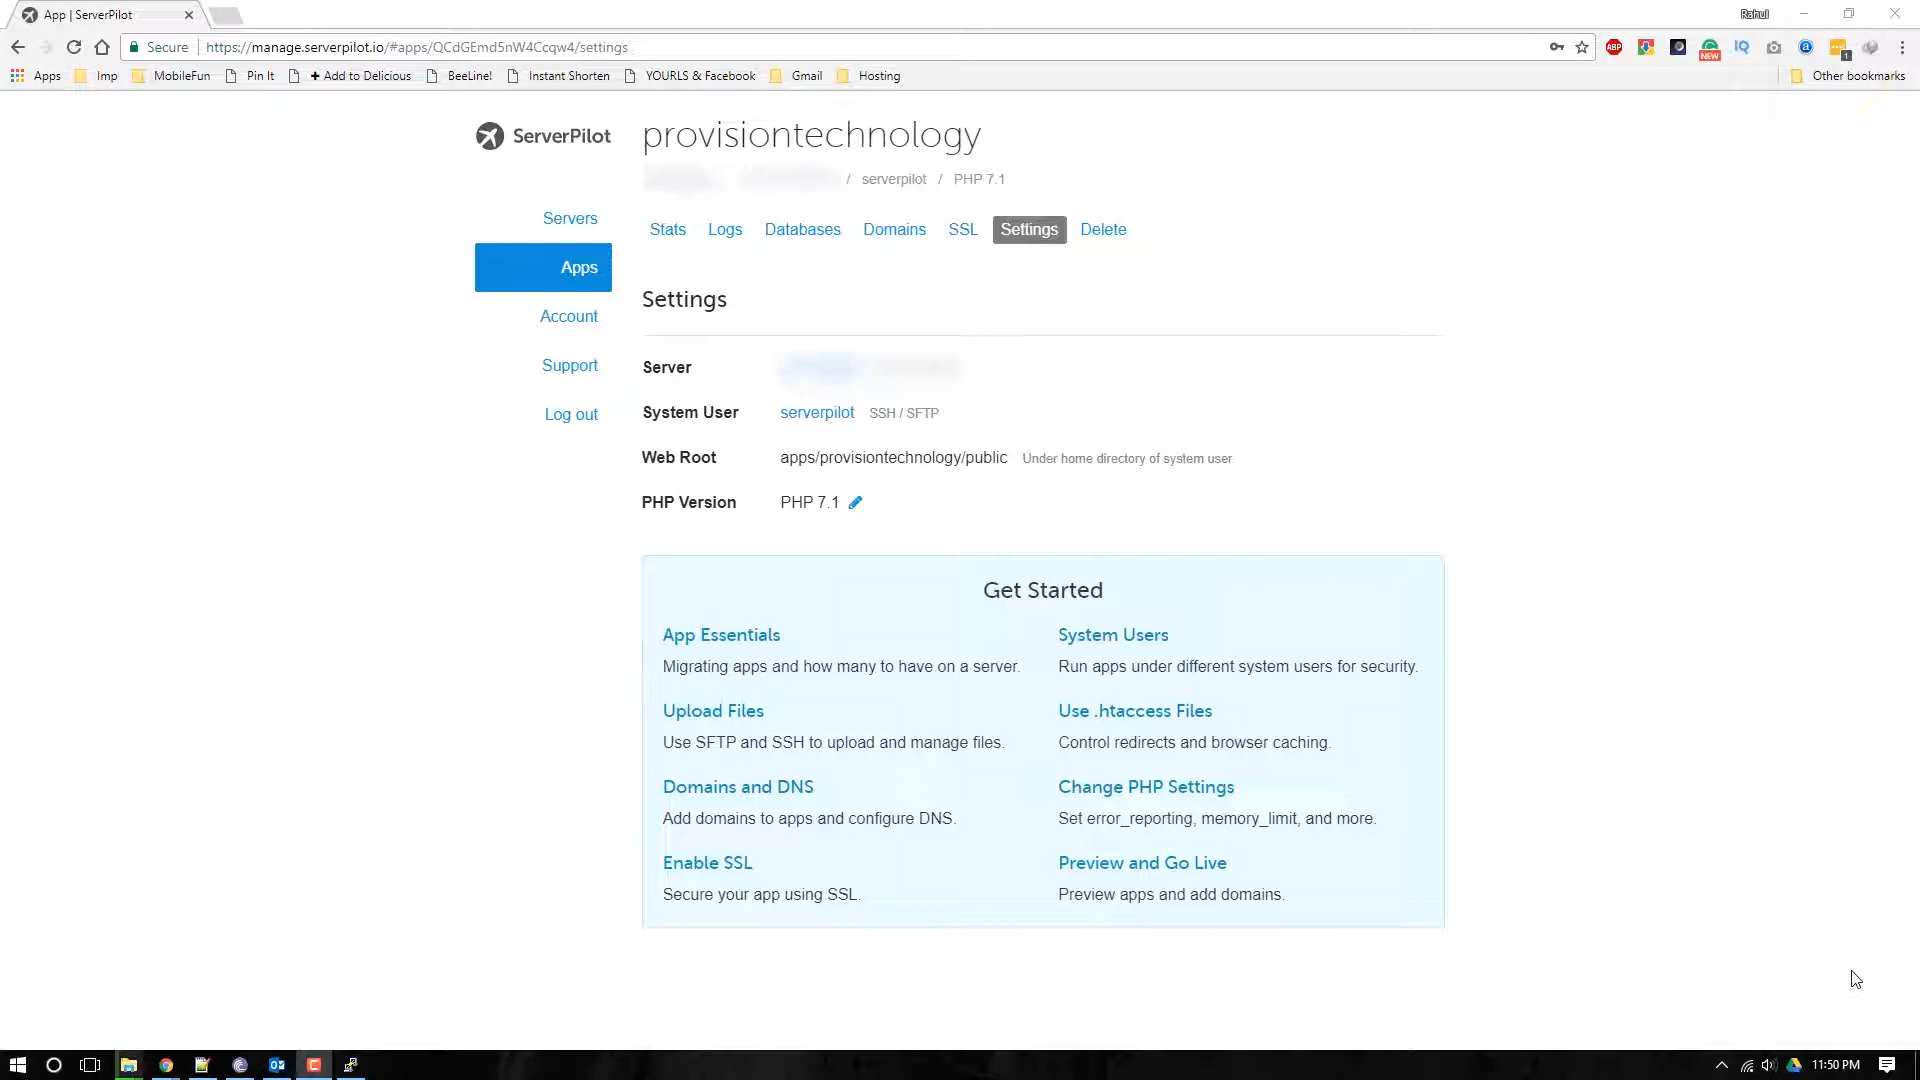 App | ServerPilot
Rahul
Secure
https://manage.serverpilot.io/#apps/QCdGEmd5nW4Ccqw4/settings
ABP
NEW
IQ
1
Apps
Imp
MobileFun
Pin It
+ Add to Delicious
BeeLine!
Instant Shorten
YOURLS & Facebook
Gmail
Hosting
Other bookmarks
ServerPilot
provisiontechnology
/ serverpilot / PHP 7.1
Servers
Apps
Account
Support
Log out
Stats Logs Databases Domains SSL Settings Delete
Settings
Server
System User serverpilot SSH / SFTP
Web Root apps/provisiontechnology/public Under home directory of system user
PHP Version PHP 7.1
Get Started
App Essentials
Migrating apps and how many to have on a server.
System Users
Run apps under different system users for security.
Upload Files
Use SFTP and SSH to upload and manage files.
Use .htaccess Files
Control redirects and browser caching.
Domains and DNS
Add domains to apps and configure DNS.
Change PHP Settings
Set error_reporting, memory_limit, and more.
Enable SSL
Secure your app using SSL.
Preview and Go Live
Preview apps and add domains.
11:50 PM